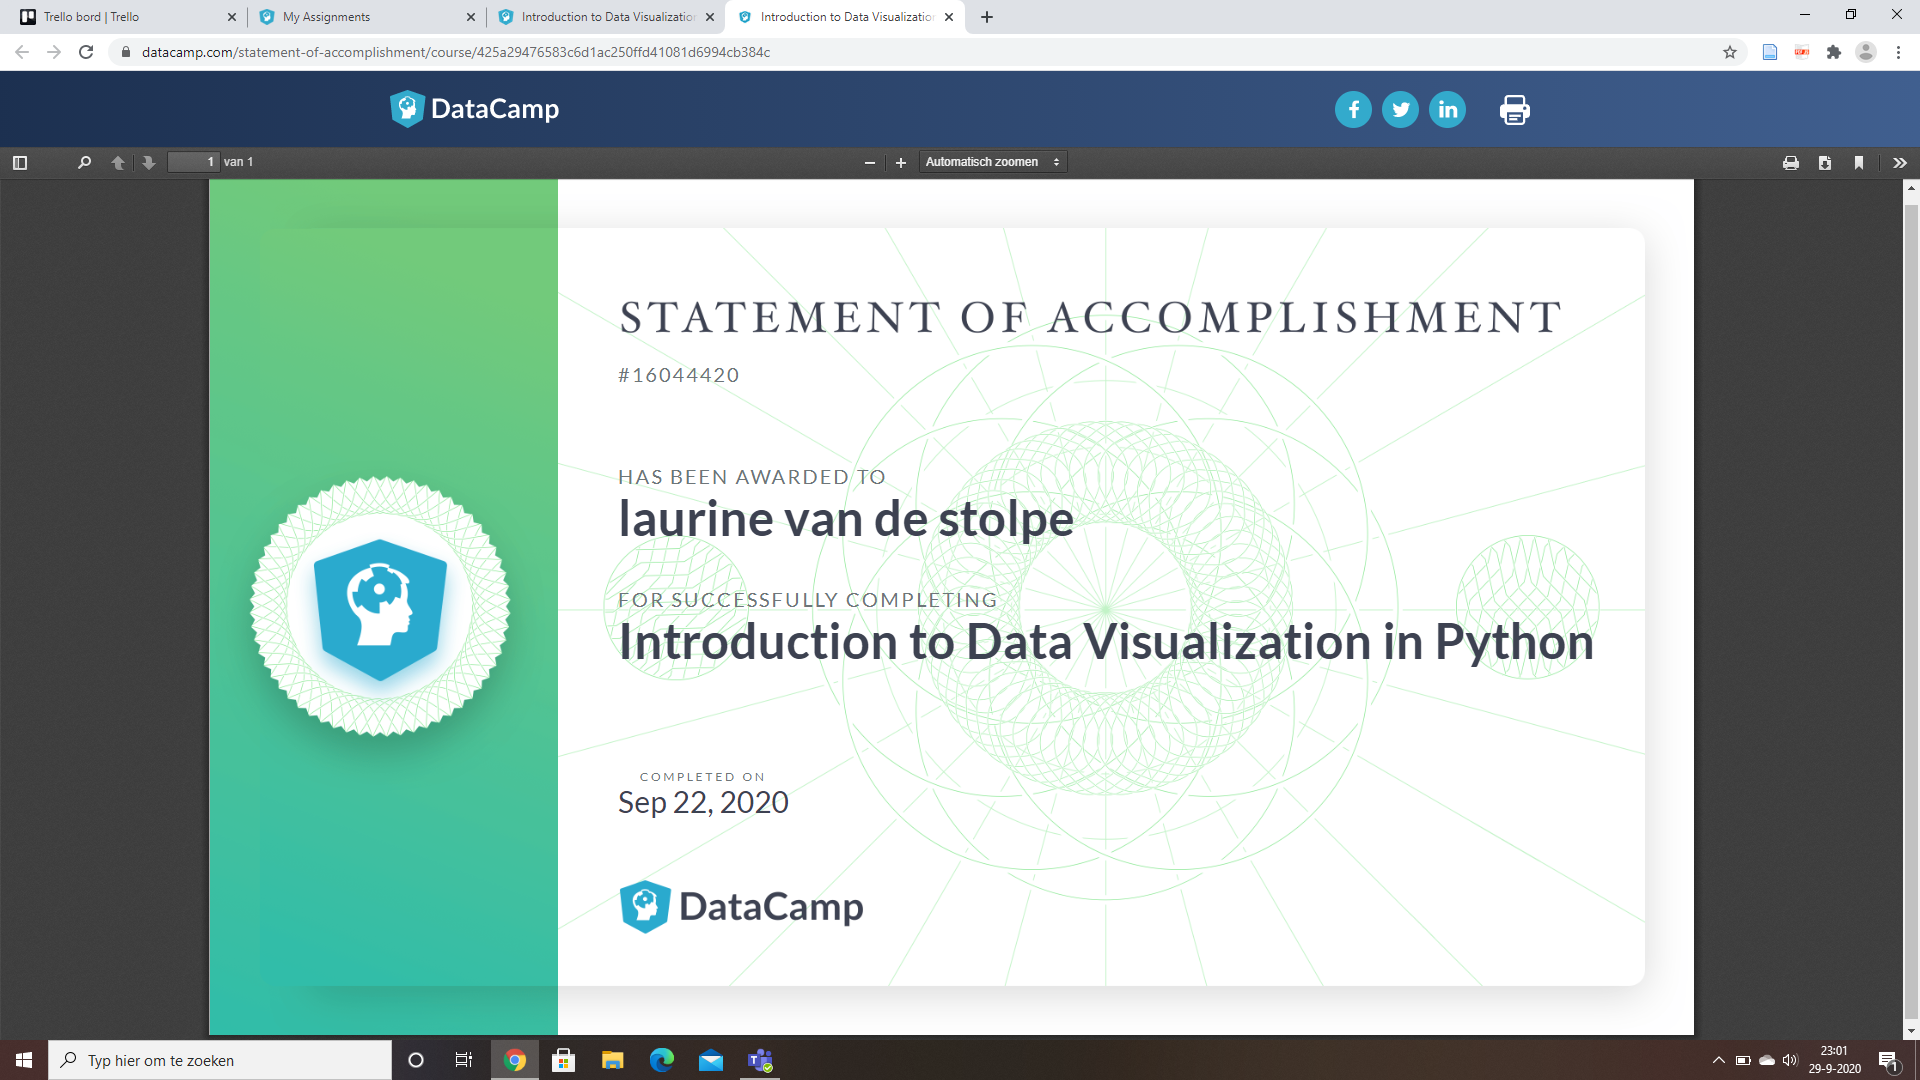 Trello bord | Trello
My Assignments
Introduction to Data Visualization
Introduction to Data Visualization
datacamp.com/statement-of-accomplishment/course/425a29476583c6d1ac250ffd41081d6994cb384c
DataCamp
1 van 1
Automatisch zoomen
STATEMENT OF ACCOMPLISHMENT
#16044420
HAS BEEN AWARDED TO
laurine van de stolpe
FOR SUCCESSFULLY COMPLETING
Introduction to Data Visualization in Python
COMPLETED ON
Sep 22, 2020
DataCamp
Typ hier om te zoeken
23:01
29-9-2020
1